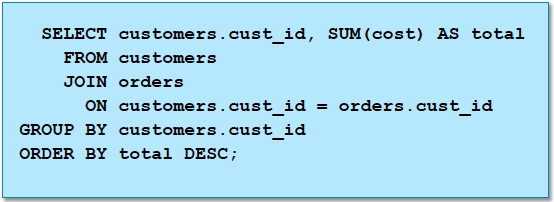 SELECT customers.cust_id, SUM(cost) AS total
FROM customers
JOIN orders
ON customers.cust_id = orders.cust_id
GROUP BY customers.cust_id
ORDER BY total DESC;